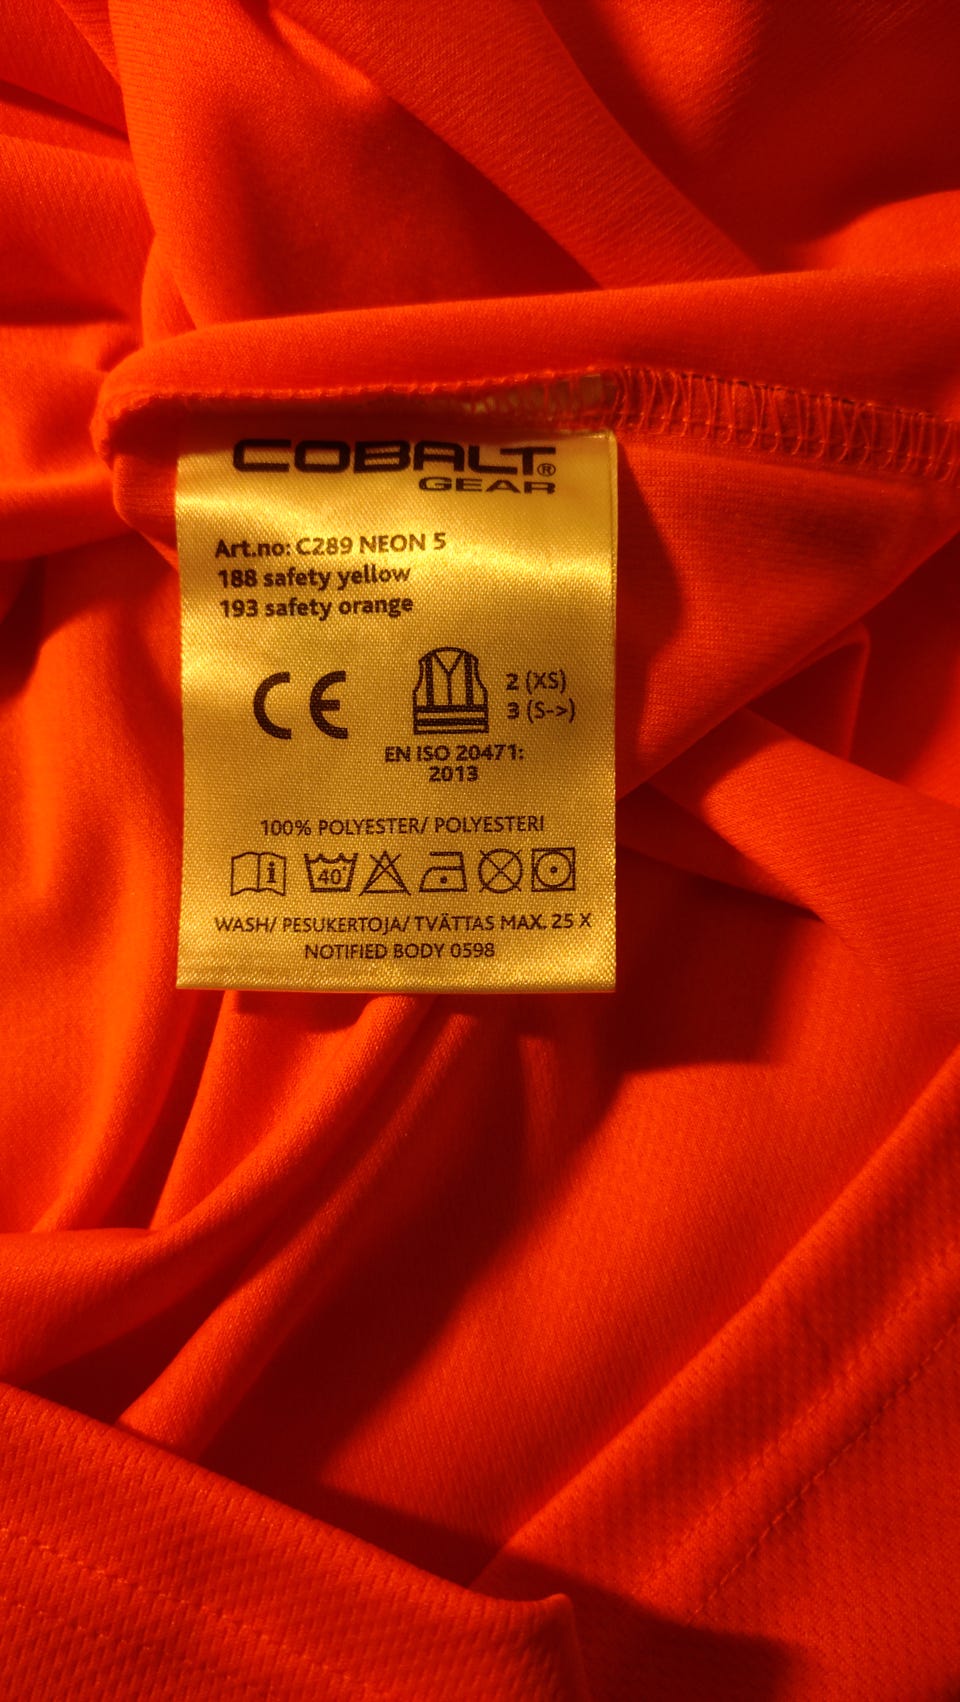 COBALT®
GEAR
Art.no: C289 NEON 5
188 safety yellow
193 safety orange
CE
2 (XS)
3 (S->)
EN ISO 20471:
2013
100% POLYESTER/ POLYESTERI
i 40°
WASH/ PESUKERTOJA/ TVÄTTAS MAX. 25 X
NOTIFIED BODY 0598